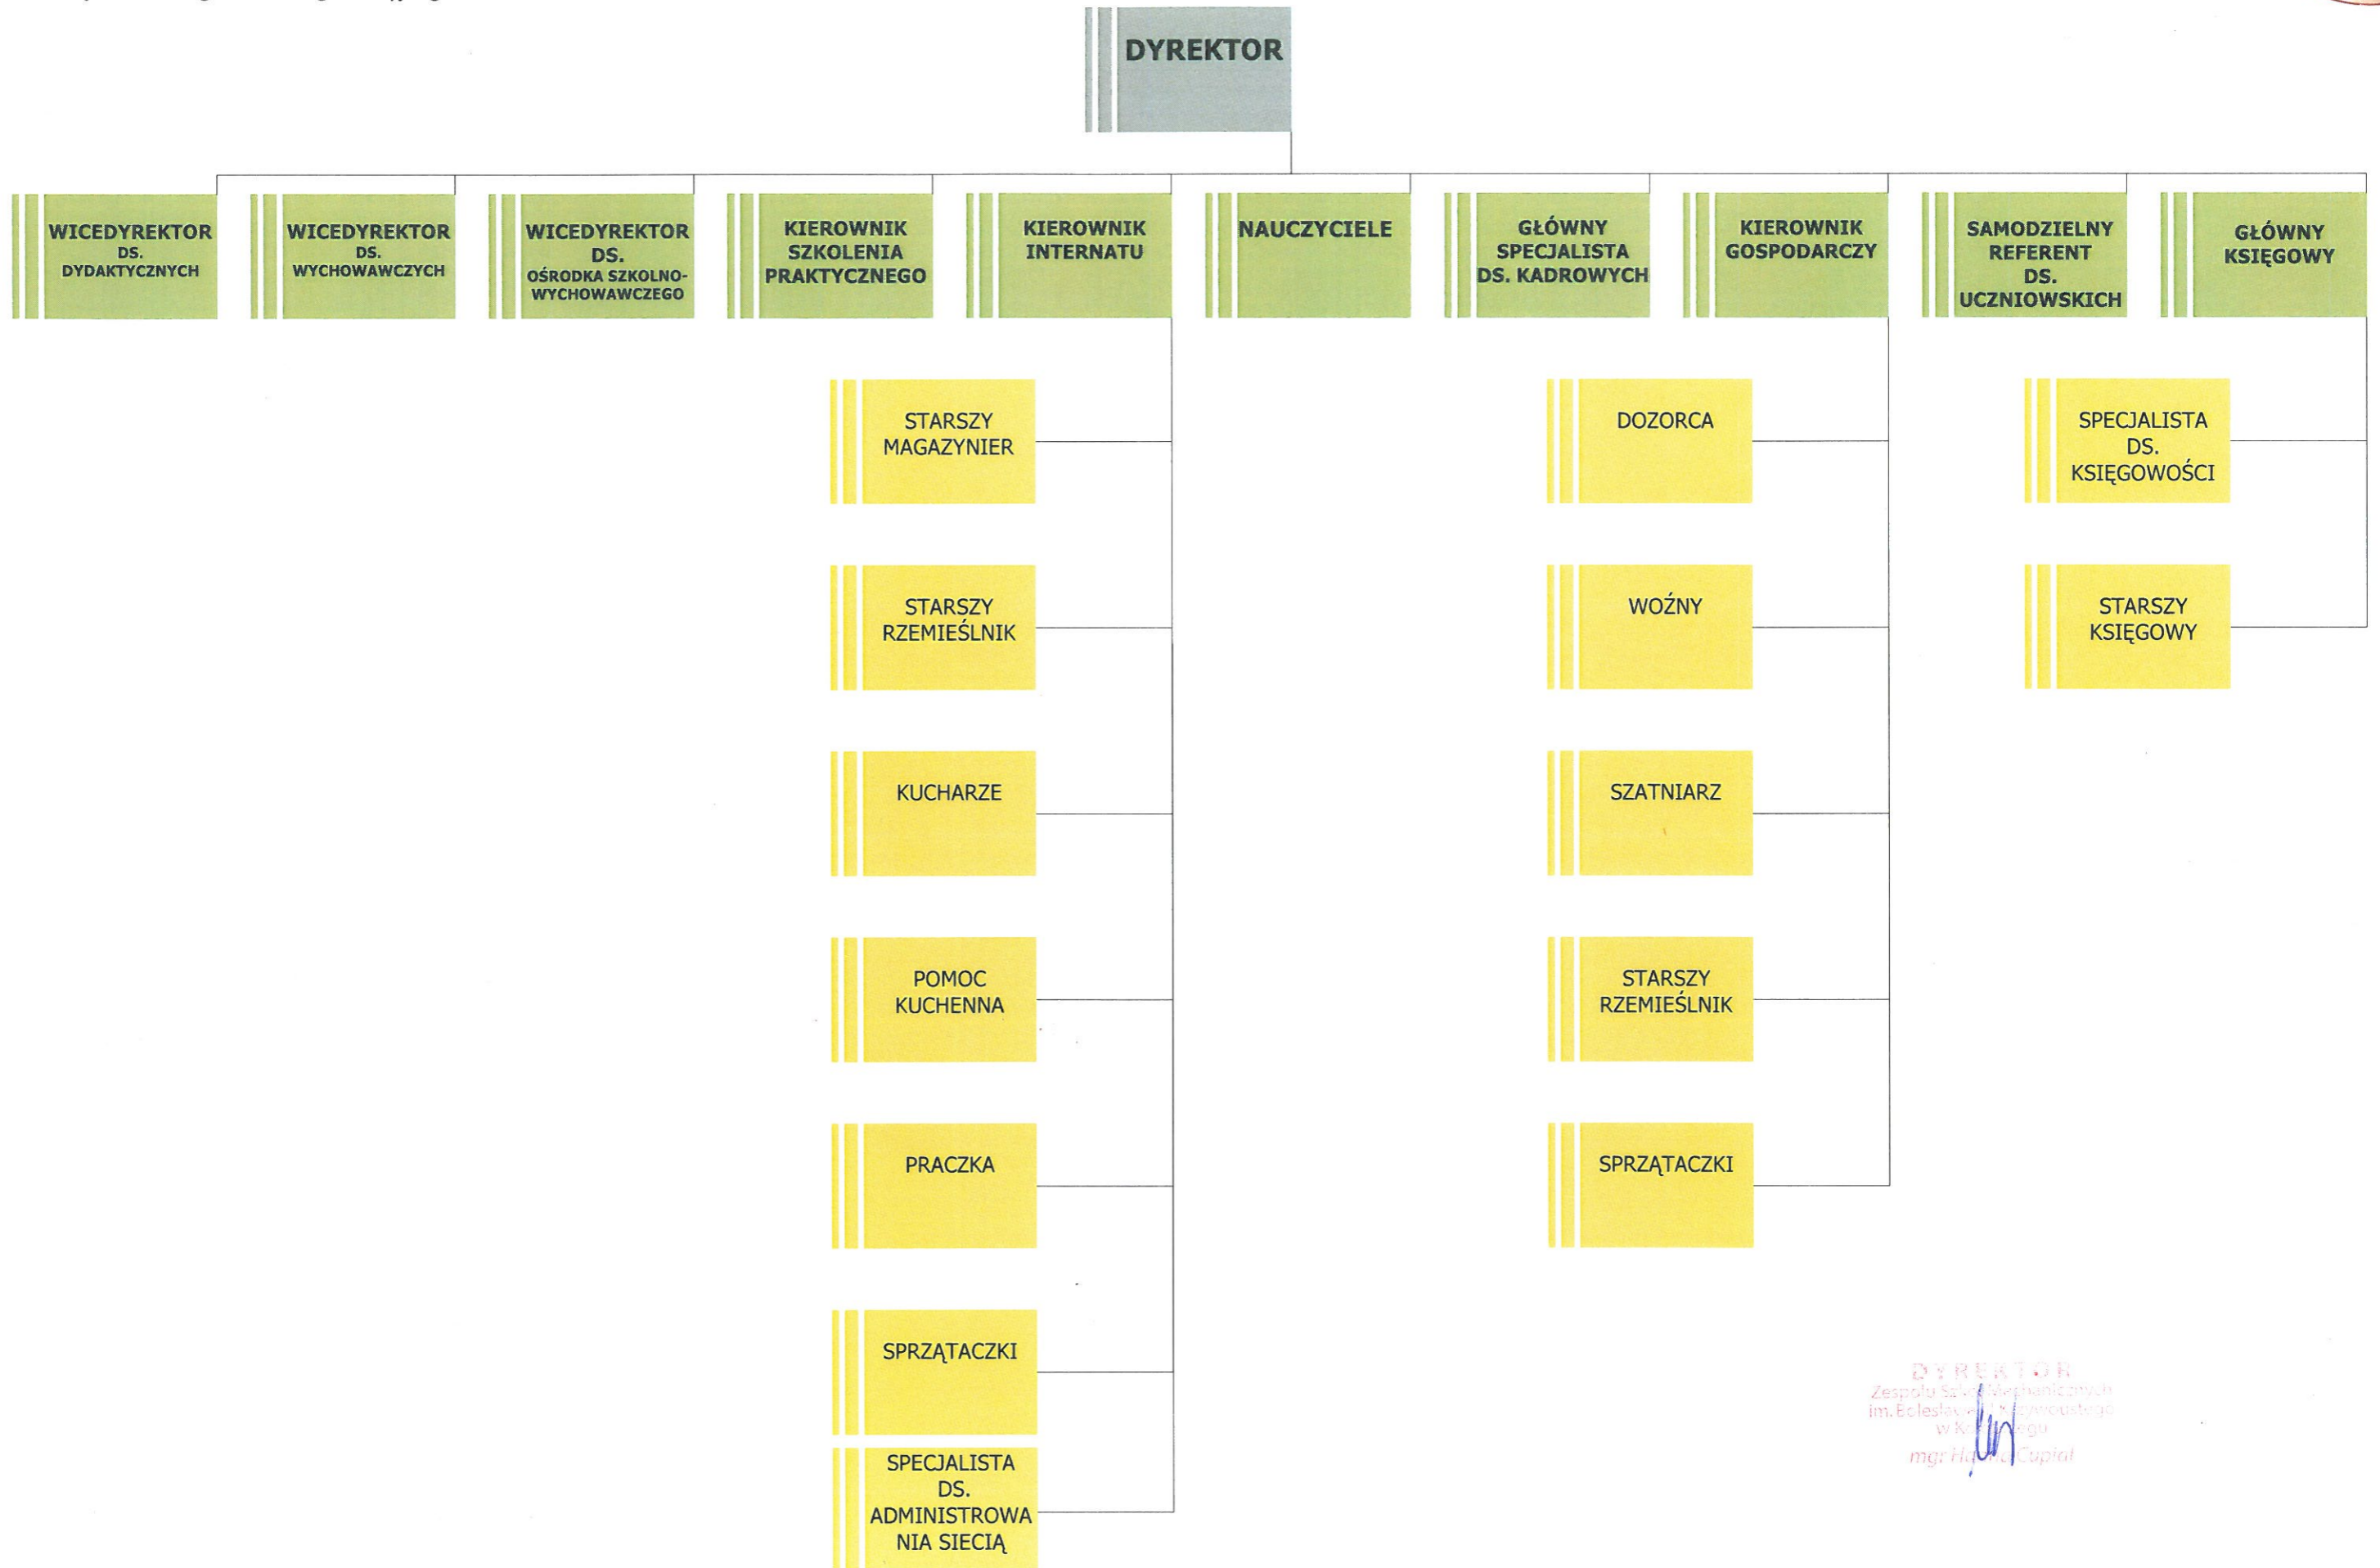 DYREKTOR
WICEDYREKTOR
DS.
DYDAKTYCZNYCH
WICEDYREKTOR
DS.
WYCHOWAWCZYCH
WICEDYREKTOR
DS.
OŚRODKA SZKOLNO-
WYCHOWAWCZEGO
KIEROWNIK
SZKOLENIA
PRAKTYCZNEGO
KIEROWNIK
INTERNATU
NAUCZYCIELE
GŁÓWNY
SPECJALISTA
DS. KADROWYCH
KIEROWNIK
GOSPODARCZY
SAMODZIELNY
REFERENT
DS.
UCZNIOWSKICH
GŁÓWNY
KSIĘGOWY
STARSZY
MAGAZYNIER
STARSZY
RZEMIEŚLNIK
KUCHARZE
POMOC
KUCHENNA
PRACZKA
SPRZĄTACZKI
SPECJALISTA
DS.
ADMINISTROWA
NIA SIECIĄ
DOZORCA
WOŹNY
SZATNIARZ
STARSZY
RZEMIEŚLNIK
SPRZĄTACZKI
SPECJALISTA
DS.
KSIĘGOWOŚCI
STARSZY
KSIĘGOWY
DYREKTOR
Zespołu Szkół Mechanicznych
im. Bolesława
w
mgr